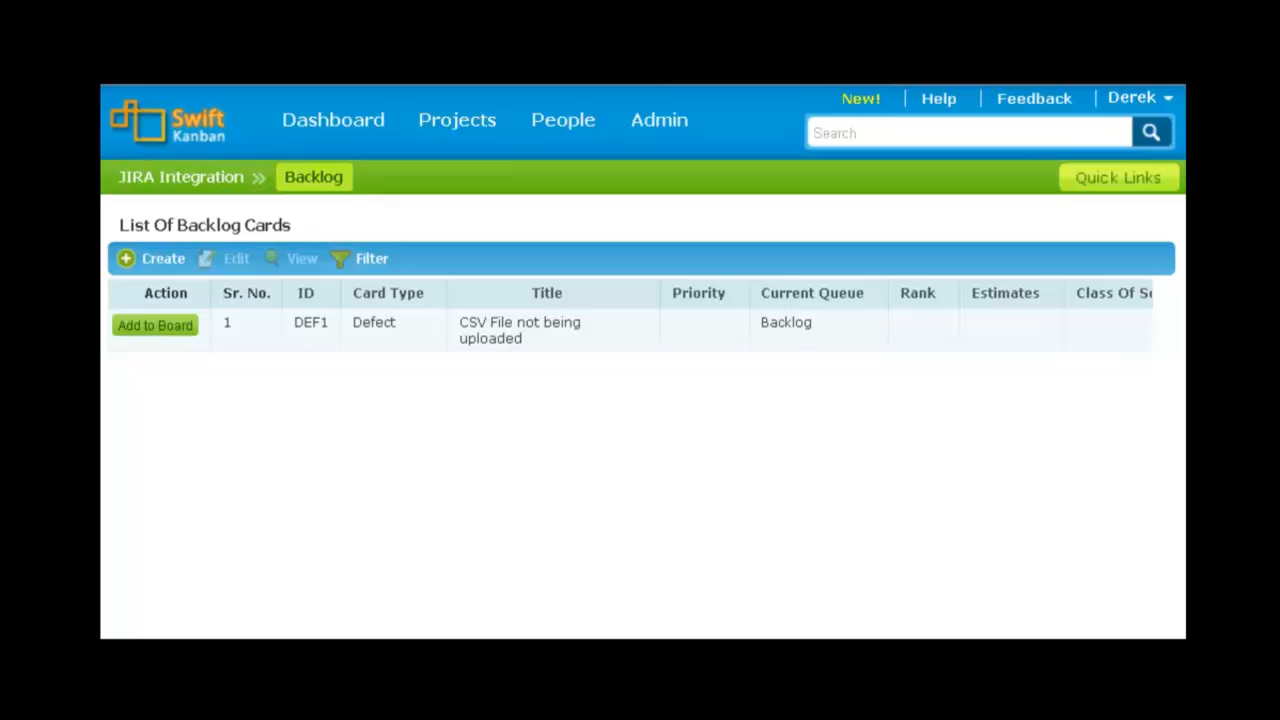 New! Help Feedback Derek
Swift
Kanban
Dashboard Projects People Admin
Search
JIRA Integration » Backlog
Quick Links
List Of Backlog Cards
Create Edit View Filter
Action Sr. No. ID Card Type Title Priority Current Queue Rank Estimates Class Of
Add to Board 1 DEF1 Defect CSV File not being Backlog
uploaded